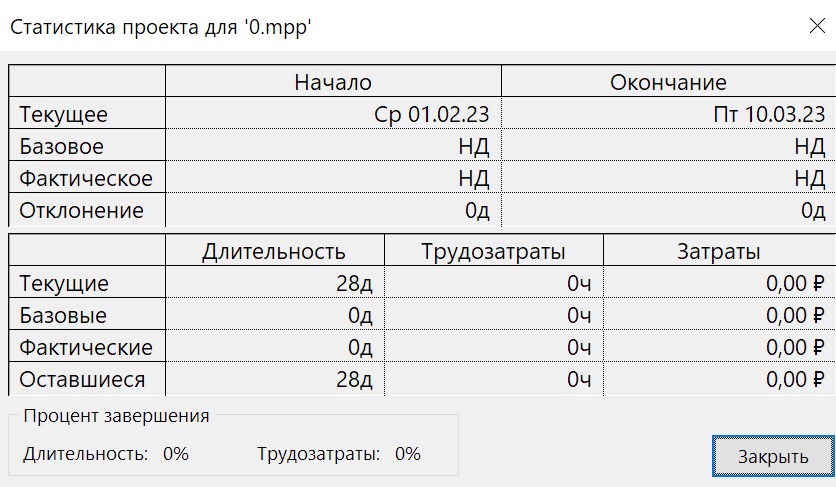 Статистика проекта для '0.mpp'
Начало Окончание
Текущее Ср 01.02.23 Пт 10.03.23
Базовое НД НД
Фактическое НД НД
Отклонение 0д 0д
Длительность Трудозатраты Затраты
Текущие 28д 0ч 0,00 ₽
Базовые 0д 0ч 0,00 ₽
Фактические 0д 0ч 0,00 ₽
Оставшиеся 28д 0ч 0,00 ₽
Процент завершения
Длительность: 0% Трудозатраты: 0%
Закрыть